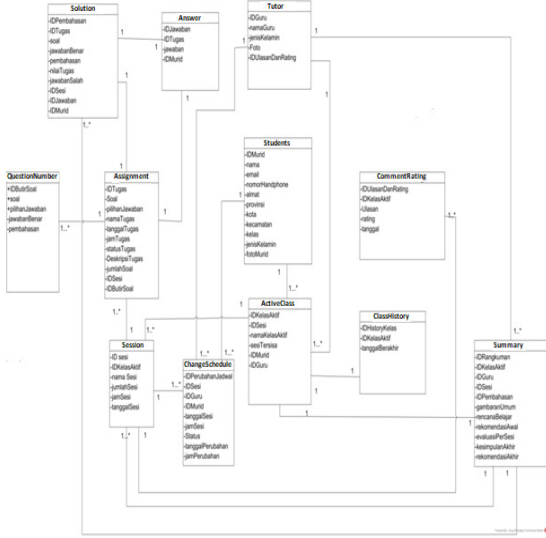 Solution
-IDPembahasan
-IDTugas
-soal
-jawabanBenar
-pembahasan
-nilaiTugas
-jawabanSalah
-IDSesi
-IDJawaban
-IDMurid
Answer
-IDJawaban
-IDTugas
-jawaban
-IDMurid
Tutor
-IDGuru
-namaGuru
-jenisKelamin
-Foto
-IDUlasanDanRating
QuestionNumber
+IDButirSoal
+soal
+pilihanJawaban
-jawabanBenar
-pembahasan
Assignment
-IDTugas
-Soal
-pilihanJawaban
-namaTugas
-tanggalTugas
-jamTugas
-statusTugas
-DeskripsiTugas
-jumlahSoal
-IDSesi
-IDButirSoal
Students
-IDMurid
-nama
-email
-nomorHandphone
-almat
-provinsi
-kota
-kecamatan
-kelas
-jenisKelamin
-fotoMurid
CommentRating
-IDUlasanDanRating
-IDKelasAktif
-Ulasan
-rating
-tanggal
Session
-ID sesi
-IDKelasAktif
-nama Sesi
-jumlahSesi
-jamSesi
-tanggalSesi
ChangeSchedule
-IDPerubahanJadwal
-IDSesi
-IDGuru
-IDMurid
-tanggalSesi
-jamSesi
-Status
-tanggalPerubahan
-jamPerubahan
ActiveClass
-IDKelasAktif
-IDSesi
-namaKelasAktif
-sesiTersisa
-IDMurid
-IDGuru
ClassHistory
-IDHistoryKelas
-IDKelasAktif
-tanggalBerakhir
Summary
-IDRangkuman
-IDKelasAktif
-IDGuru
-IDSesi
-IDPembahasan
-gambaranUmum
-rencanaBelajar
-rekomendasiAwal
-evaluasiPerSesi
-kesimpulanAkhir
-rekomendasiAkhir